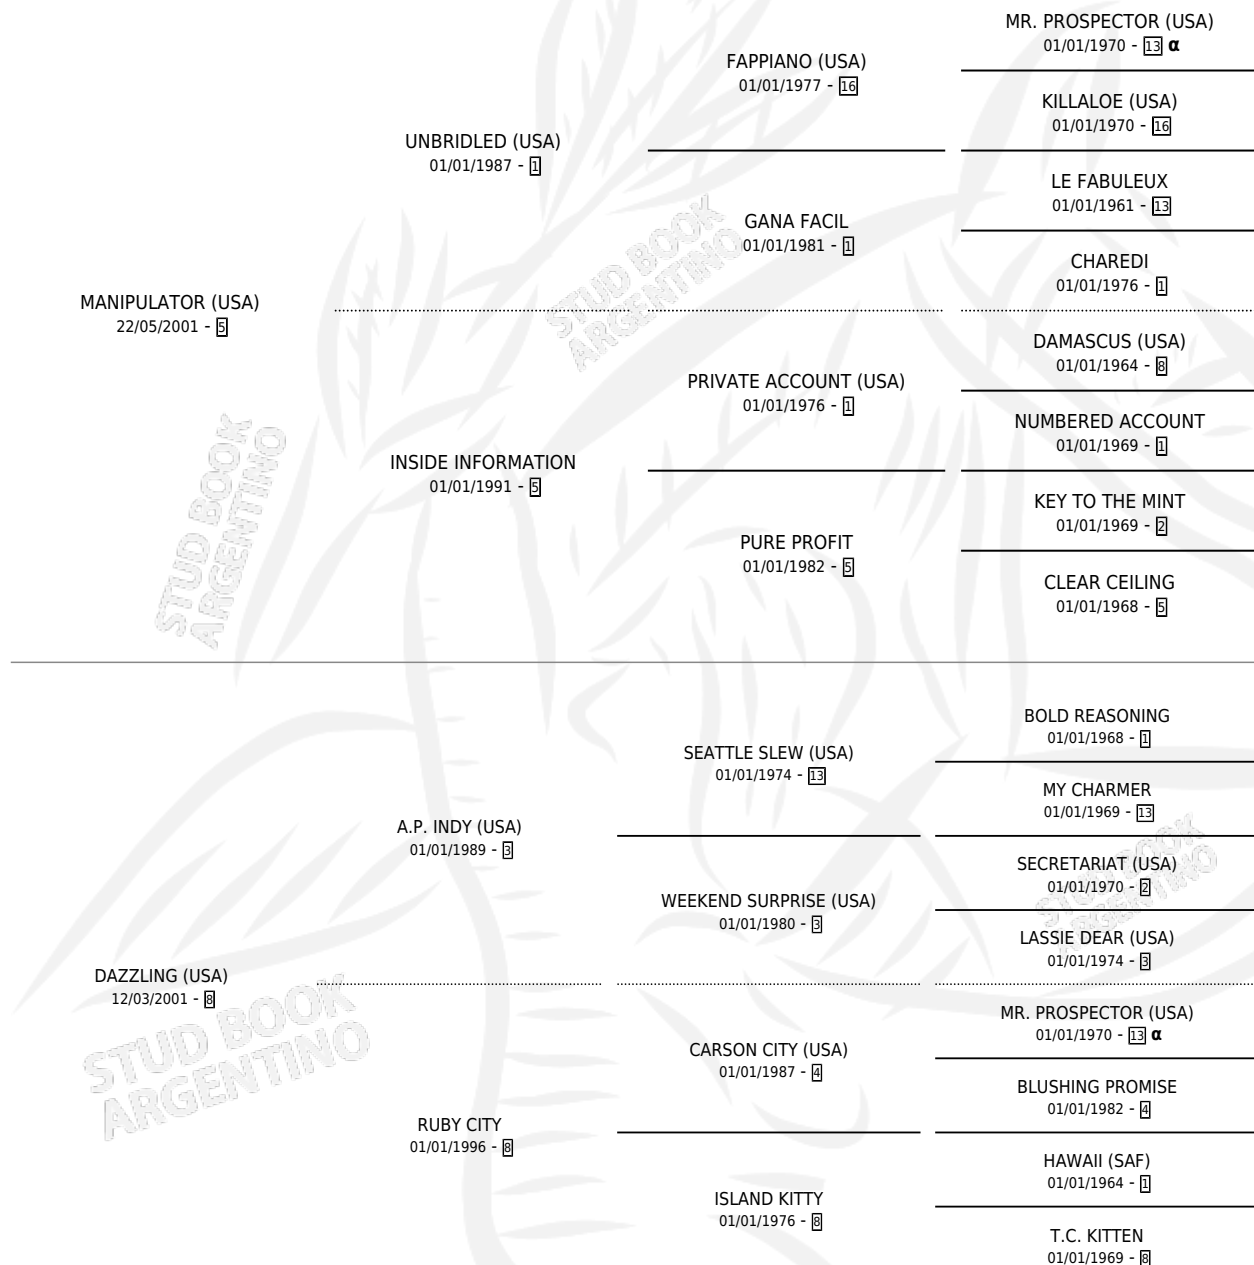 MANIPULATOR (USA)
22/05/2001 - 5
UNBRIDLED (USA)
01/01/1987 - 1
FAPPIANO (USA)
01/01/1977 - 16
MR. PROSPECTOR (USA)
01/01/1970 - 13 α
KILLALOE (USA)
01/01/1970 - 16
GANA FACIL
01/01/1981 - 1
LE FABULEUX
01/01/1961 - 13
CHAREDI
01/01/1976 - 1
INSIDE INFORMATION
01/01/1991 - 5
PRIVATE ACCOUNT (USA)
01/01/1976 - 1
DAMASCUS (USA)
01/01/1964 - 8
NUMBERED ACCOUNT
01/01/1969 - 1
PURE PROFIT
01/01/1982 - 5
KEY TO THE MINT
01/01/1969 - 2
CLEAR CEILING
01/01/1968 - 5
DAZZLING (USA)
12/03/2001 - 8
A.P. INDY (USA)
01/01/1989 - 3
SEATTLE SLEW (USA)
01/01/1974 - 13
BOLD REASONING
01/01/1968 - 1
MY CHARMER
01/01/1969 - 13
WEEKEND SURPRISE (USA)
01/01/1980 - 3
SECRETARIAT (USA)
01/01/1970 - 2
LASSIE DEAR (USA)
01/01/1974 - 3
RUBY CITY
01/01/1996 - 8
CARSON CITY (USA)
01/01/1987 - 4
MR. PROSPECTOR (USA)
01/01/1970 - 13 α
BLUSHING PROMISE
01/01/1982 - 4
ISLAND KITTY
01/01/1976 - 8
HAWAII (SAF)
01/01/1964 - 1
T.C. KITTEN
01/01/1969 - 8
STUD BOOK
ARGENTINO
STUD BOOK
ARGENTINO
STUD BOOK
ARGENTINO
STUD BOOK
ARGENTINO